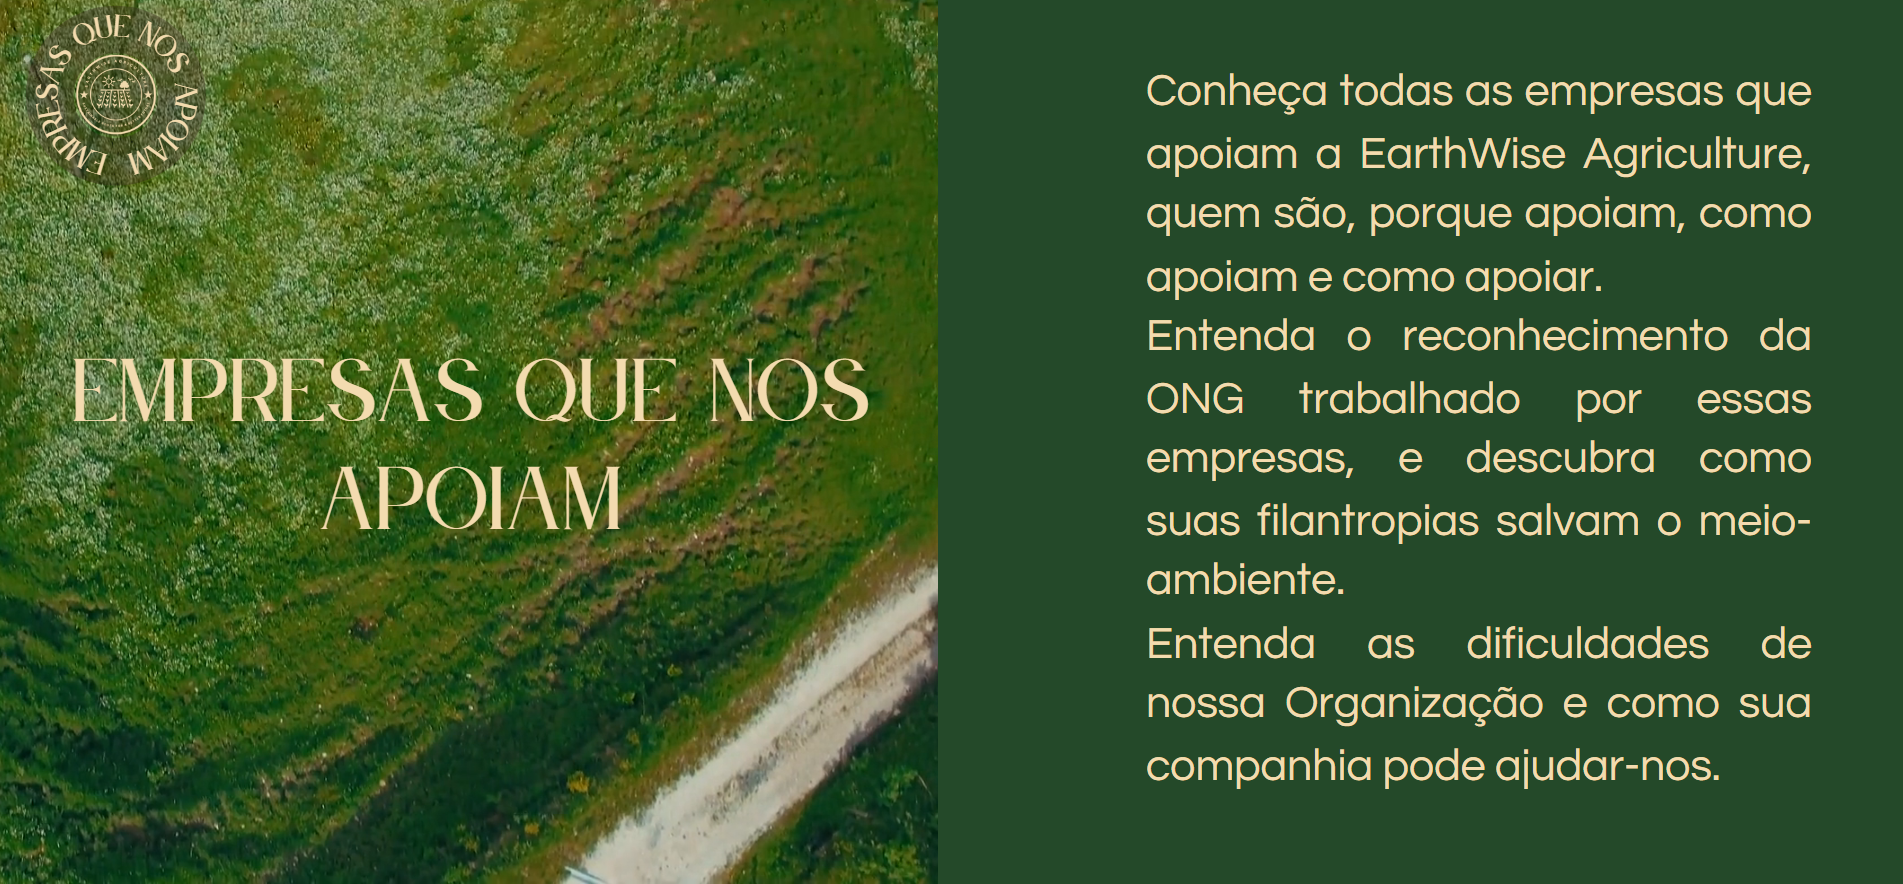 EMPRESAS QUE NOS APOIAM
EMPRESAS QUE NOS
APOIAM
Conheça todas as empresas que
apoiam a EarthWise Agriculture,
quem são, porque apoiam, como
apoiam e como apoiar.
Entenda o reconhecimento da
ONG trabalhado por essas
empresas, e descubra como
suas filantropias salvam o meio-
ambiente.
Entenda as dificuldades de
nossa Organização e como sua
companhia pode ajudar-nos.